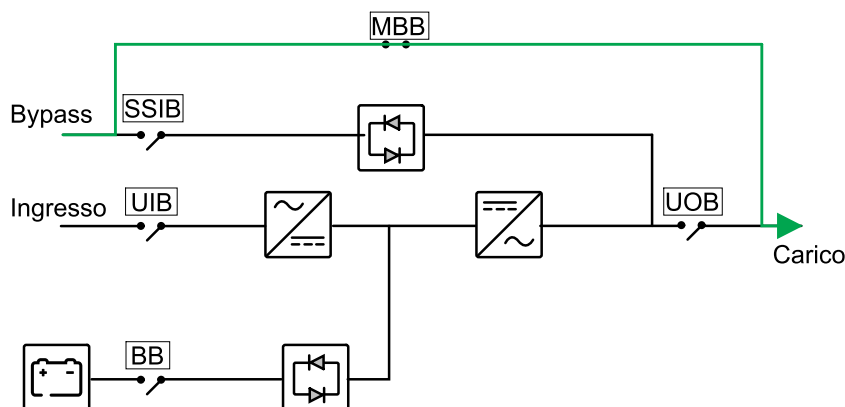 MBB
Bypass
SSIB
Ingresso
UIB
UOB
Carico
BB